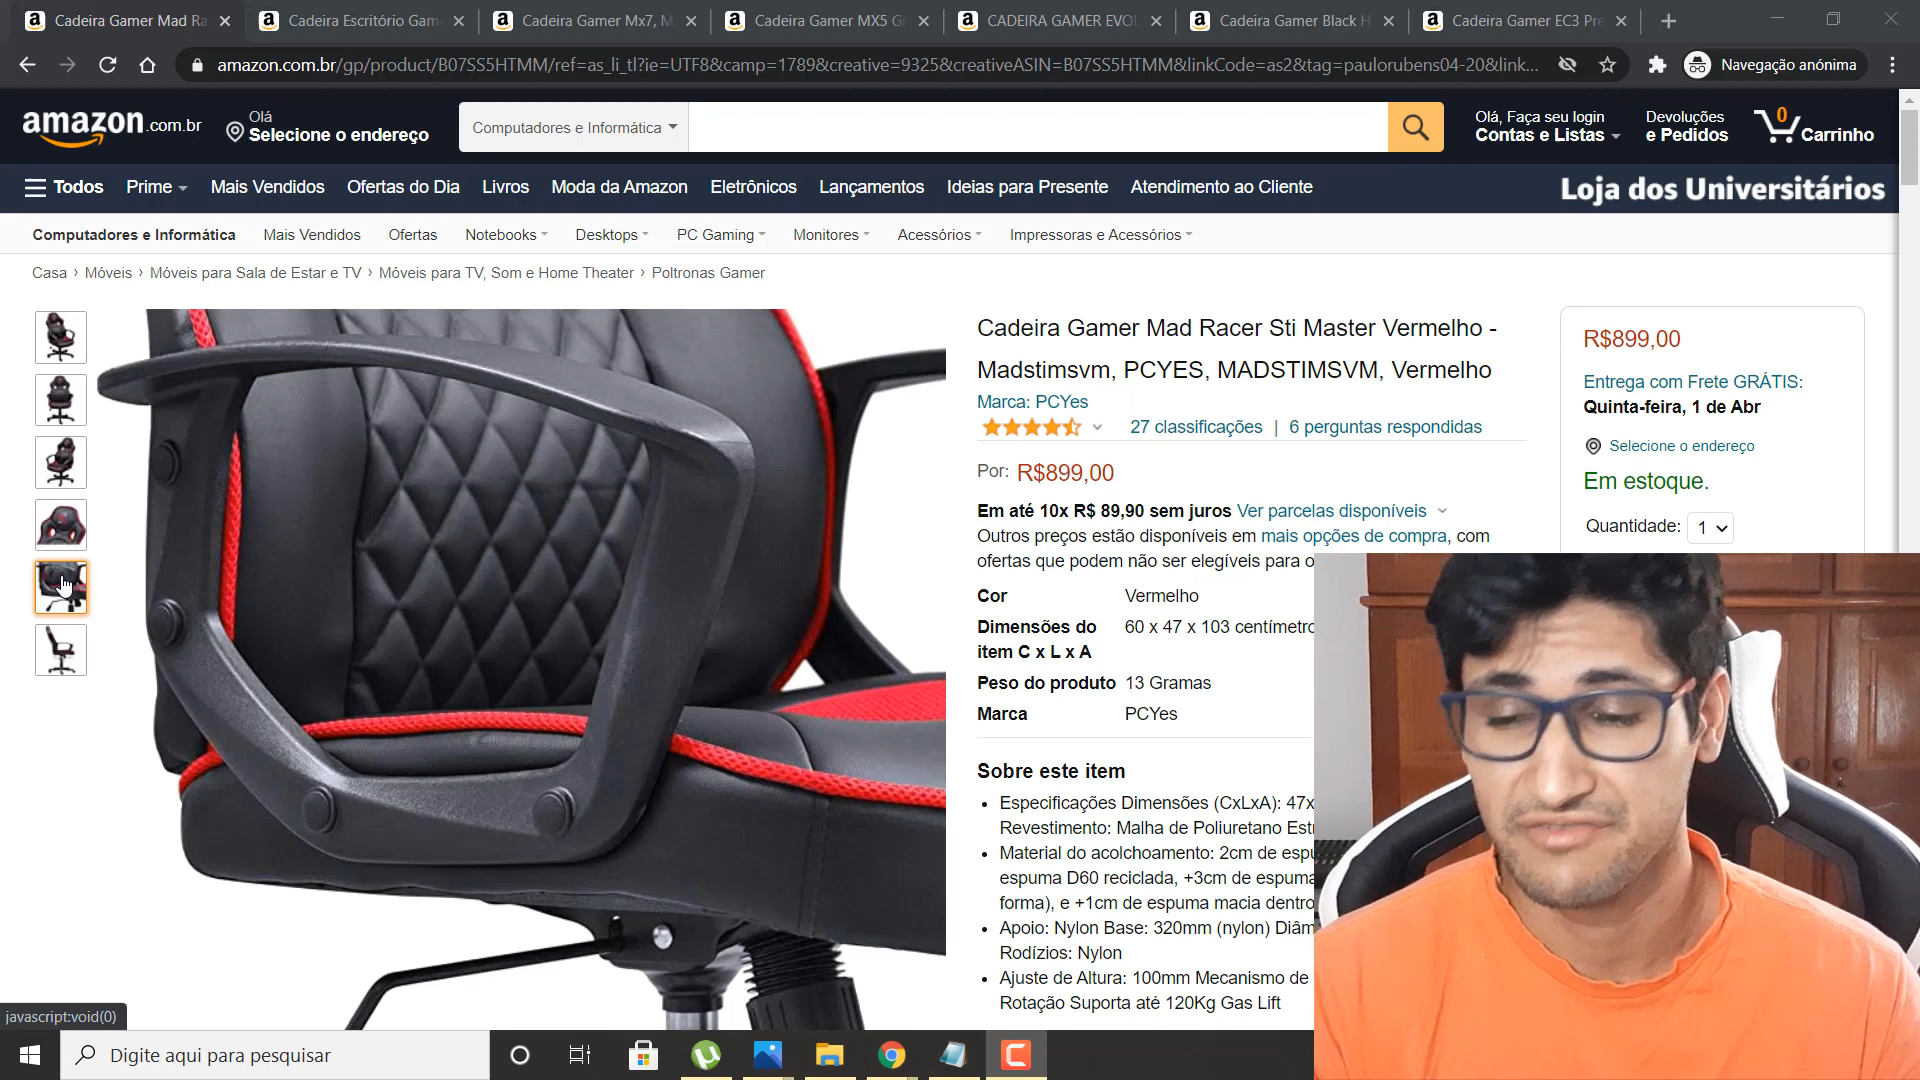 Cadeira Gamer Mad Ra
Cadeira Escritório Gam
Cadeira Gamer Mx7, M
Cadeira Gamer MX5 Gi
CADEIRA GAMER EVOL
Cadeira Gamer Black H
Cadeira Gamer EC3 Pre
amazon.com.br/gp/product/B07SS5HTMM/ref=as_li_tl?ie=UTF8&camp=1789&creative=9325&creativeASIN=B07SS5HTMM&linkCode=as2&tag=paulorubens04-20&link...
Navegação anónima
amazon.com.br
Olá
Selecione o endereço
Computadores e Informática
Olá, Faça seu login
Contas e Listas
Devoluções
e Pedidos
0
Carrinho
Todos
Prime
Mais Vendidos
Ofertas do Dia
Livros
Moda da Amazon
Eletrônicos
Lançamentos
Ideias para Presente
Atendimento ao Cliente
Loja dos Universitários
Computadores e Informática
Mais Vendidos
Ofertas
Notebooks
Desktops
PC Gaming
Monitores
Acessórios
Impressoras e Acessórios
Casa › Móveis › Móveis para Sala de Estar e TV › Móveis para TV, Som e Home Theater › Poltronas Gamer
Cadeira Gamer Mad Racer Sti Master Vermelho -
Madstimsvm, PCYES, MADSTIMSVM, Vermelho
Marca: PCYes
27 classificações | 6 perguntas respondidas
Por: R$899,00
Em até 10x R$ 89,90 sem juros Ver parcelas disponíveis
Outros preços estão disponíveis em mais opções de compra, com
ofertas que podem não ser elegíveis para o
Cor Vermelho
Dimensões do 60 x 47 x 103 centímetro
item C x L x A
Peso do produto 13 Gramas
Marca PCYes
Sobre este item
• Especificações Dimensões (CxLxA): 47x
Revestimento: Malha de Poliuretano Estr
• Material do acolchoamento: 2cm de espu
espuma D60 reciclada, +3cm de espuma
forma), e +1cm de espuma macia dentro
• Apoio: Nylon Base: 320mm (nylon) Diâm
Rodízios: Nylon
• Ajuste de Altura: 100mm Mecanismo de
Rotação Suporta até 120Kg Gas Lift
R$899,00
Entrega com Frete GRÁTIS:
Quinta-feira, 1 de Abr
Selecione o endereço
Em estoque.
Quantidade: 1
javascript:void(0)
Digite aqui para pesquisar